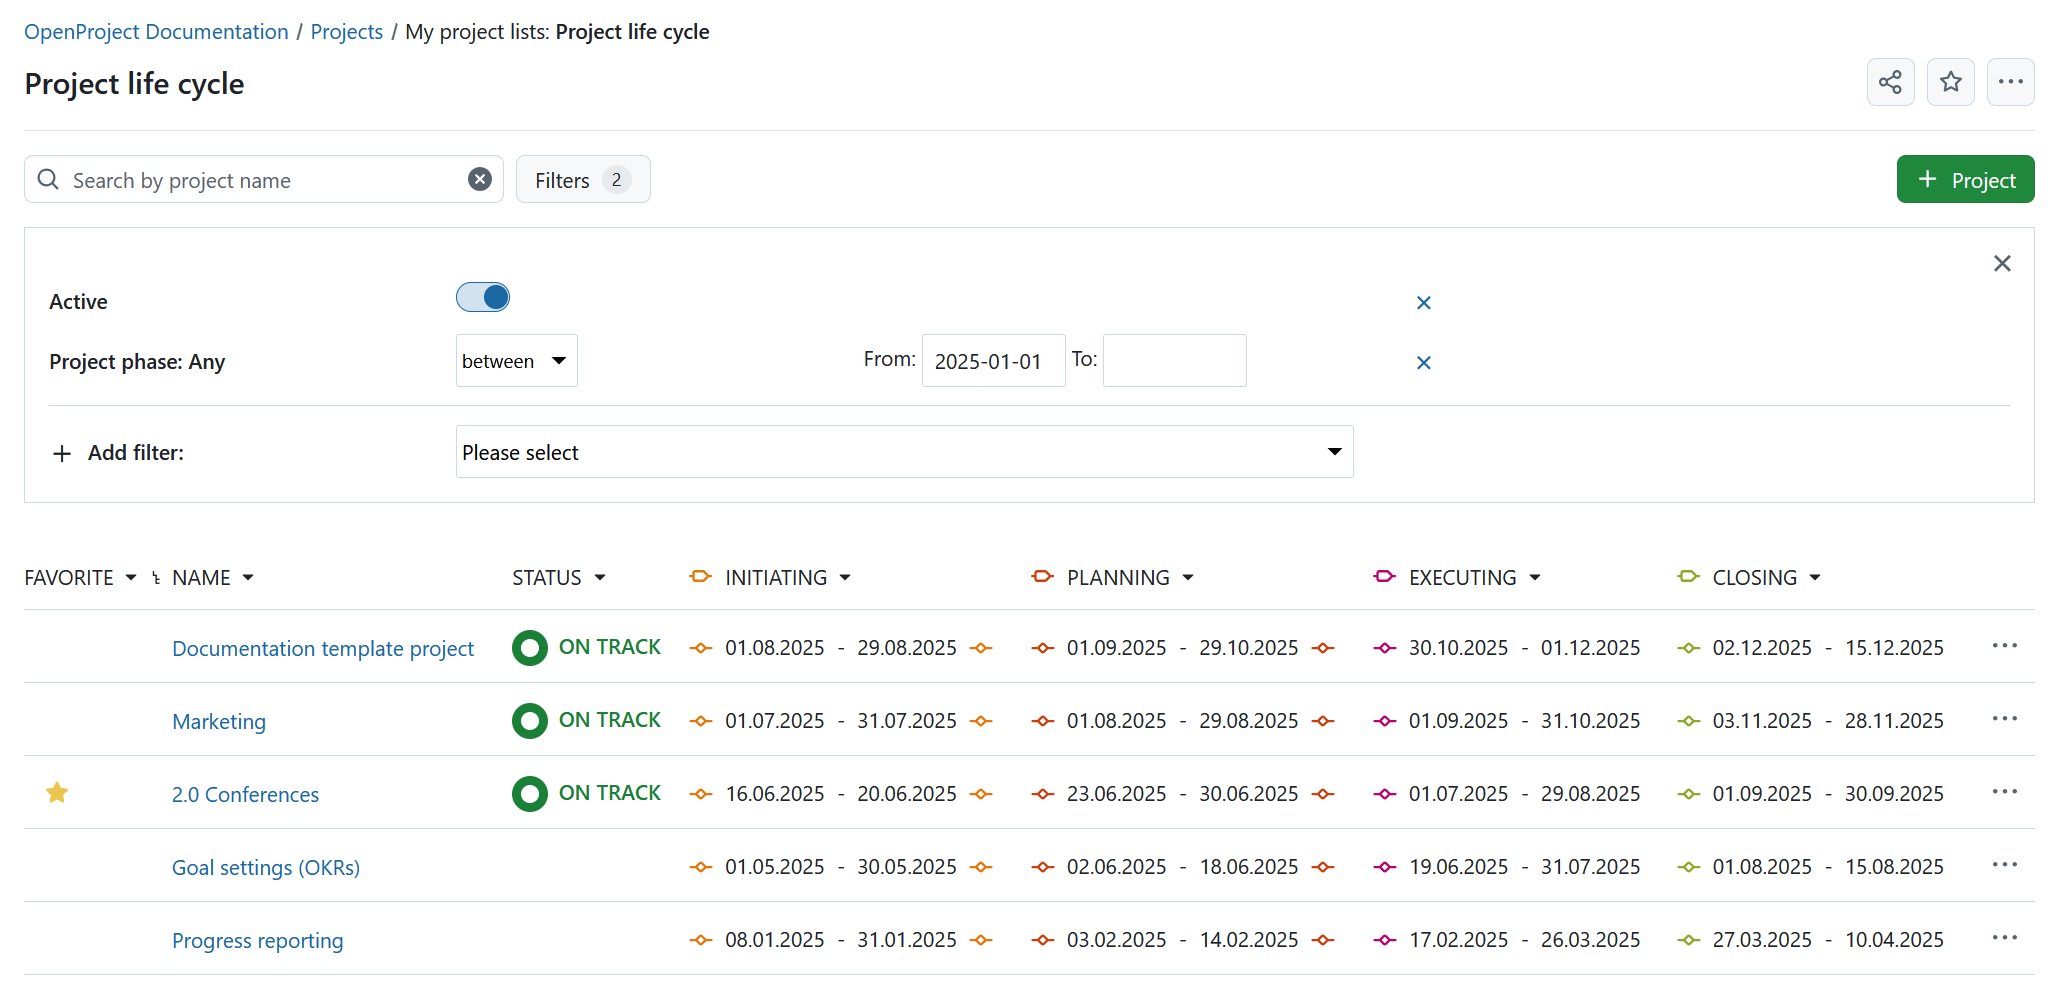 OpenProject Documentation / Projects / My project lists: Project life cycle
Project life cycle
Search by project name
Filters 2
+ Project
Active
Project phase: Any between From: 2025-01-01 To:
+ Add filter: Please select
FAVORITE NAME STATUS INITIATING PLANNING EXECUTING CLOSING
Documentation template project ON TRACK 01.08.2025 - 29.08.2025 01.09.2025 - 29.10.2025 30.10.2025 - 01.12.2025 02.12.2025 - 15.12.2025
Marketing ON TRACK 01.07.2025 - 31.07.2025 01.08.2025 - 29.08.2025 01.09.2025 - 31.10.2025 03.11.2025 - 28.11.2025
2.0 Conferences ON TRACK 16.06.2025 - 20.06.2025 23.06.2025 - 30.06.2025 01.07.2025 - 29.08.2025 01.09.2025 - 30.09.2025
Goal settings (OKRs) 01.05.2025 - 30.05.2025 02.06.2025 - 18.06.2025 19.06.2025 - 31.07.2025 01.08.2025 - 15.08.2025
Progress reporting 08.01.2025 - 31.01.2025 03.02.2025 - 14.02.2025 17.02.2025 - 26.03.2025 27.03.2025 - 10.04.2025